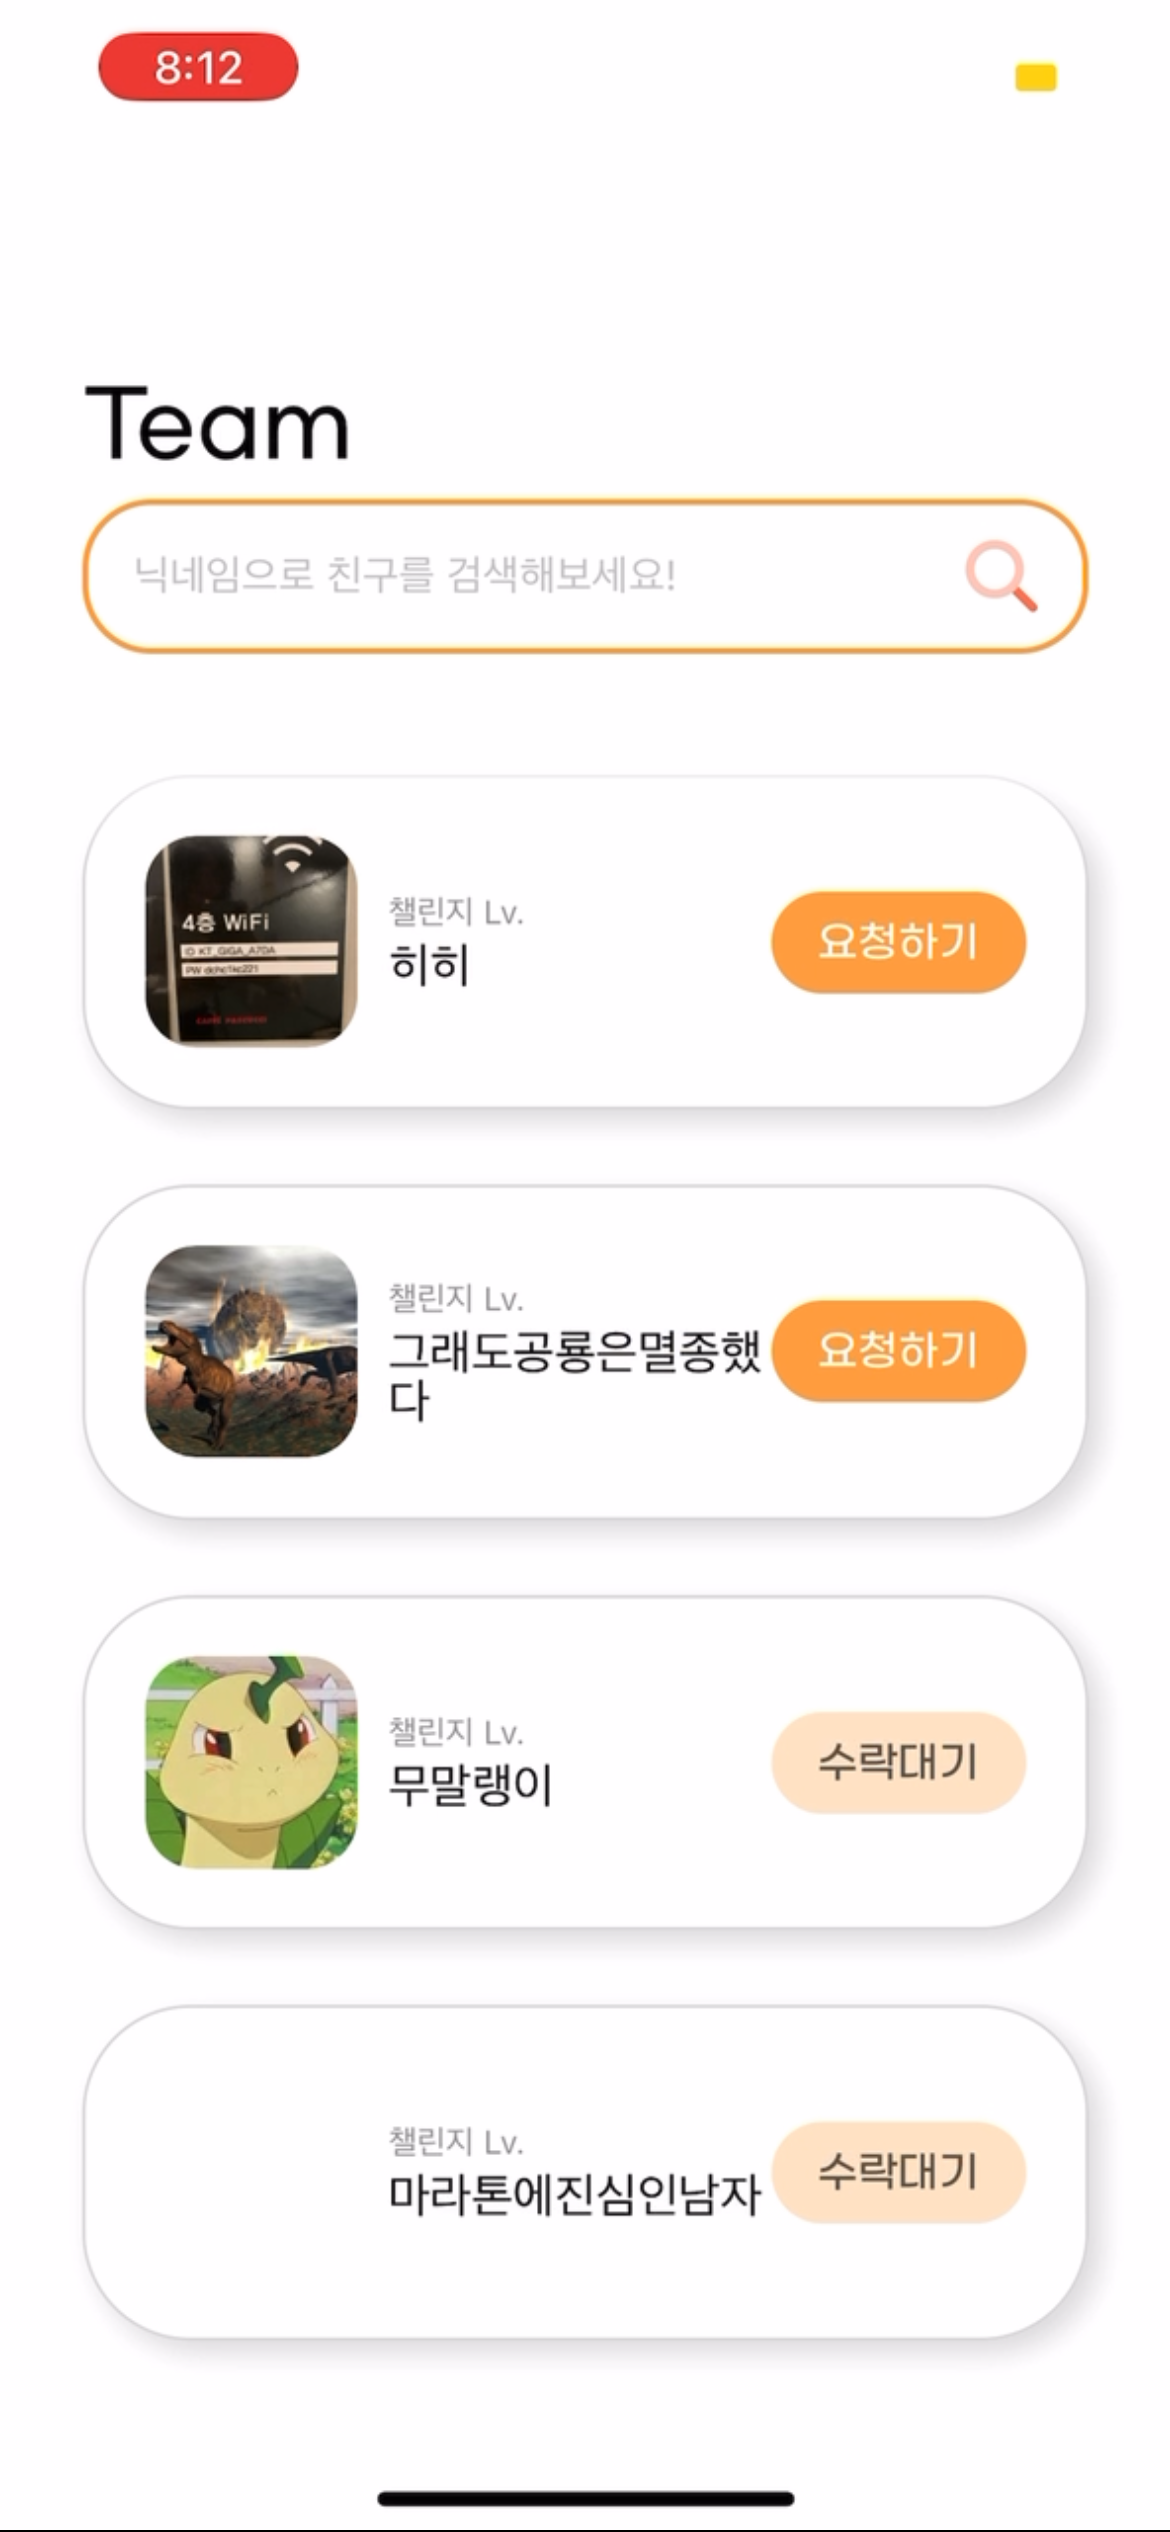 8:12
Team
닉네임으로 친구를 검색해보세요!
4층 WiFi
ID KT_GIGA_A70A
챌린지 Lv.
히히
요청하기
챌린지 Lv.
그래도공룡은멸종했
다
요청하기
챌린지 Lv.
무말랭이
수락대기
챌린지 Lv.
마라톤에진심인남자
수락대기